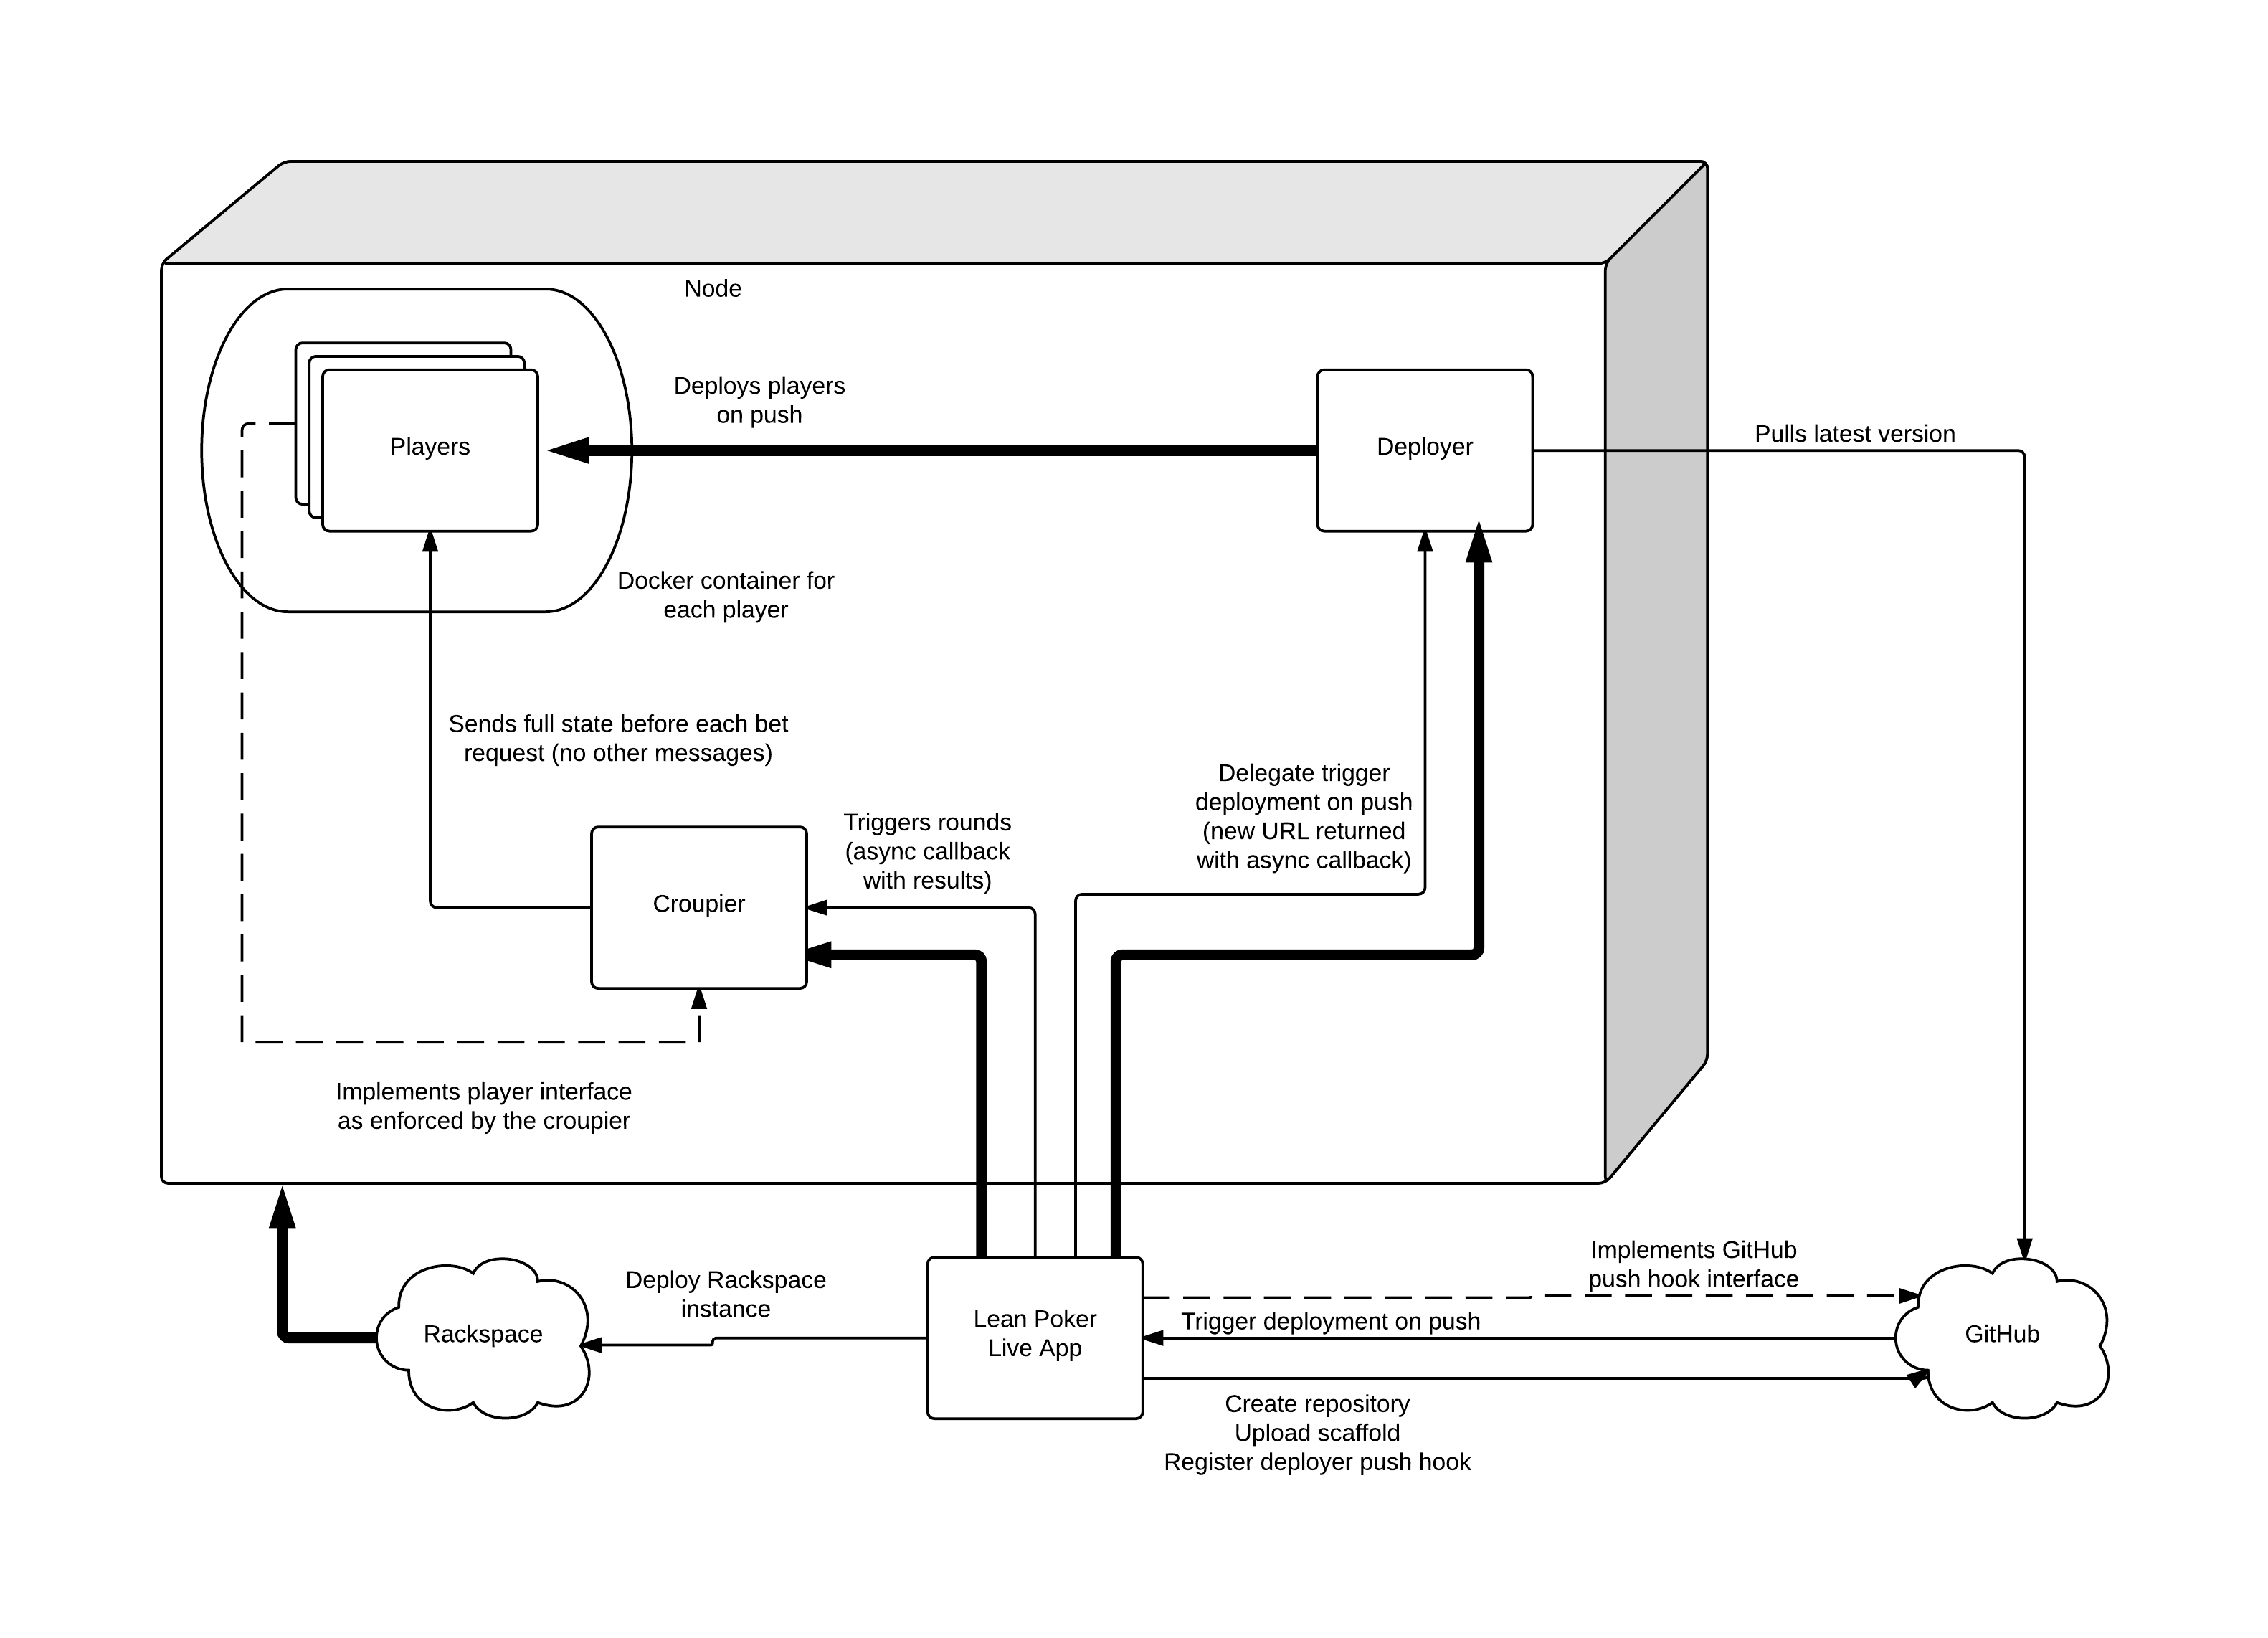 Node
Deploys players
on push
Players
Deployer
Pulls latest version
Docker container for
each player
Sends full state before each bet
request (no other messages)
Delegate trigger
deployment on push
(new URL returned
with async callback)
Triggers rounds
(async callback
with results)
Croupier
Implements player interface
as enforced by the croupier
Implements GitHub
push hook interface
Deploy Rackspace
instance
Rackspace
Lean Poker
Live App
Trigger deployment on push
GitHub
Create repository
Upload scaffold
Register deployer push hook